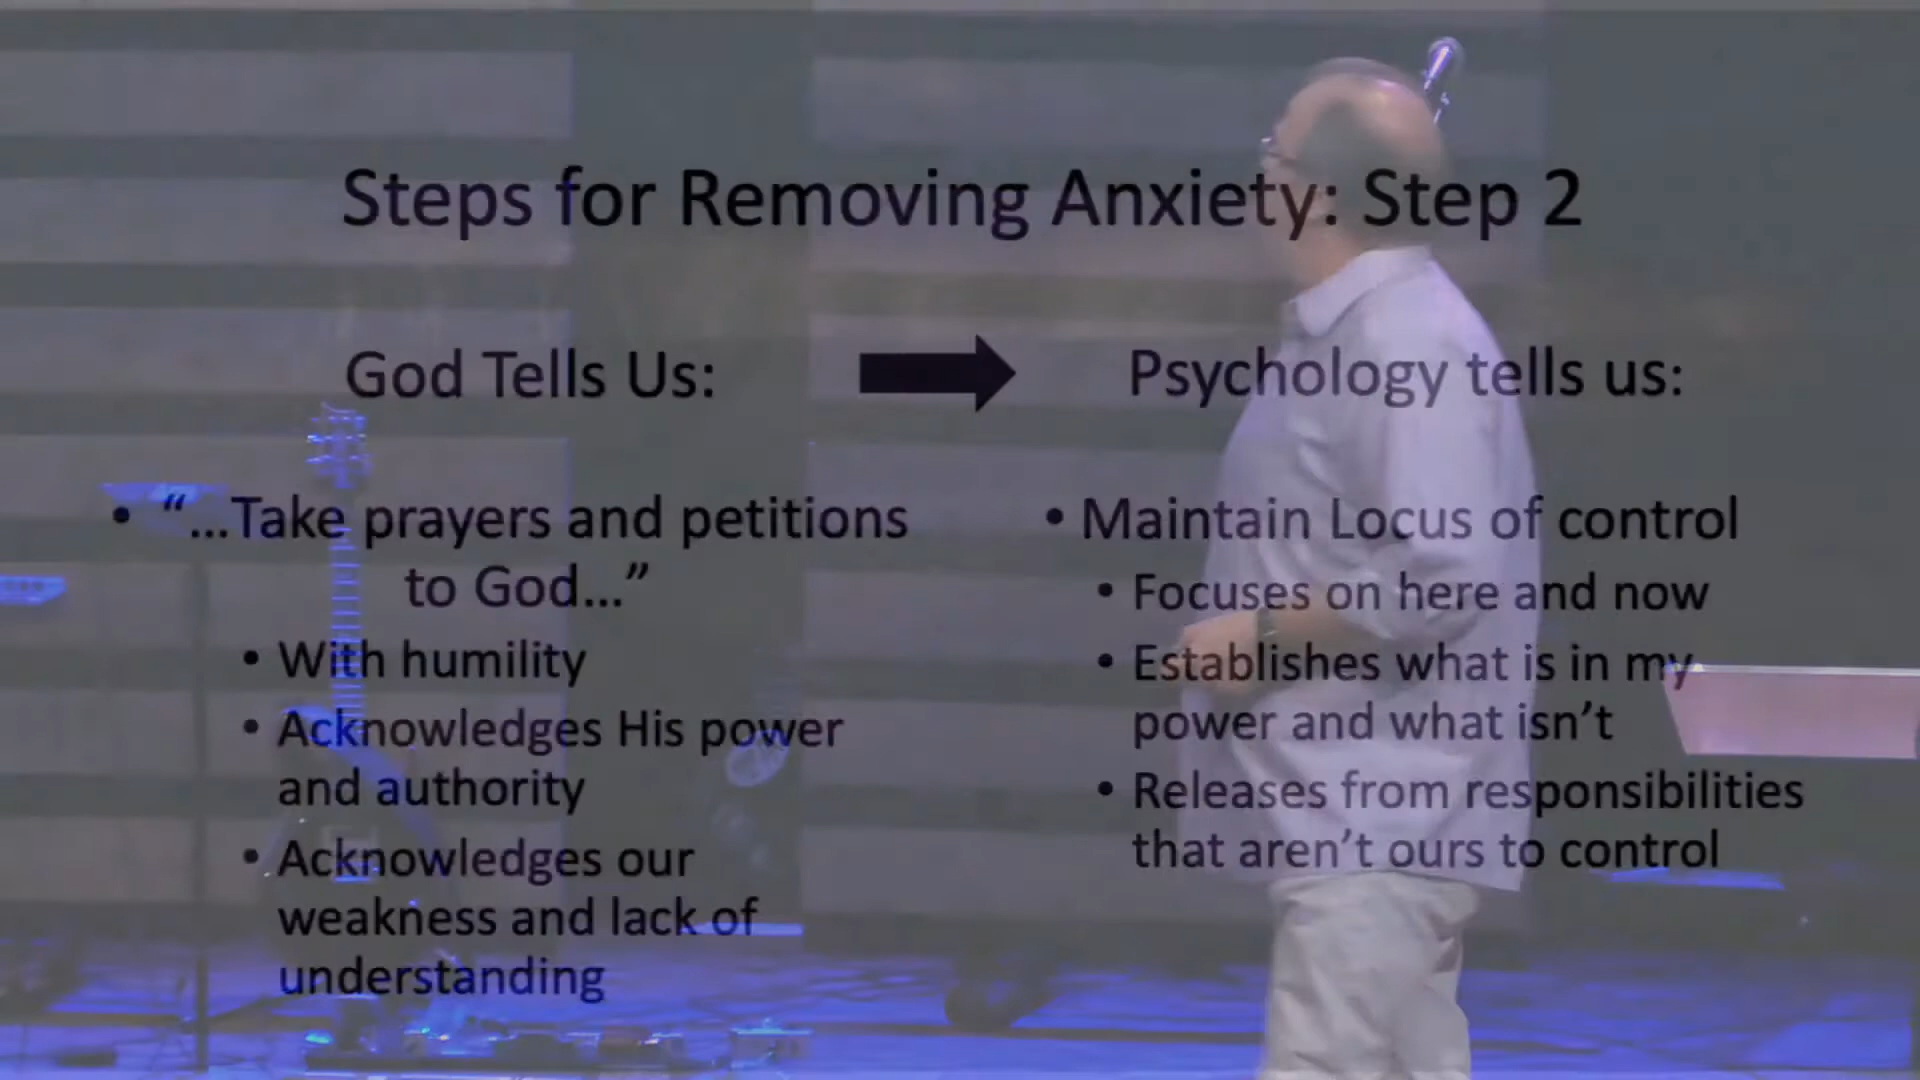 Steps for Removing Anxiety: Step 2
God Tells Us:
• “...Take prayers and petitions
to God...”
• With humility
• Acknowledges His power
and authority
• Acknowledges our
weakness and lack of
understanding
Psychology tells us:
• Maintain Locus of control
• Focuses on here and now
• Establishes what is in my
power and what isn’t
• Releases from responsibilities
that aren’t ours to control